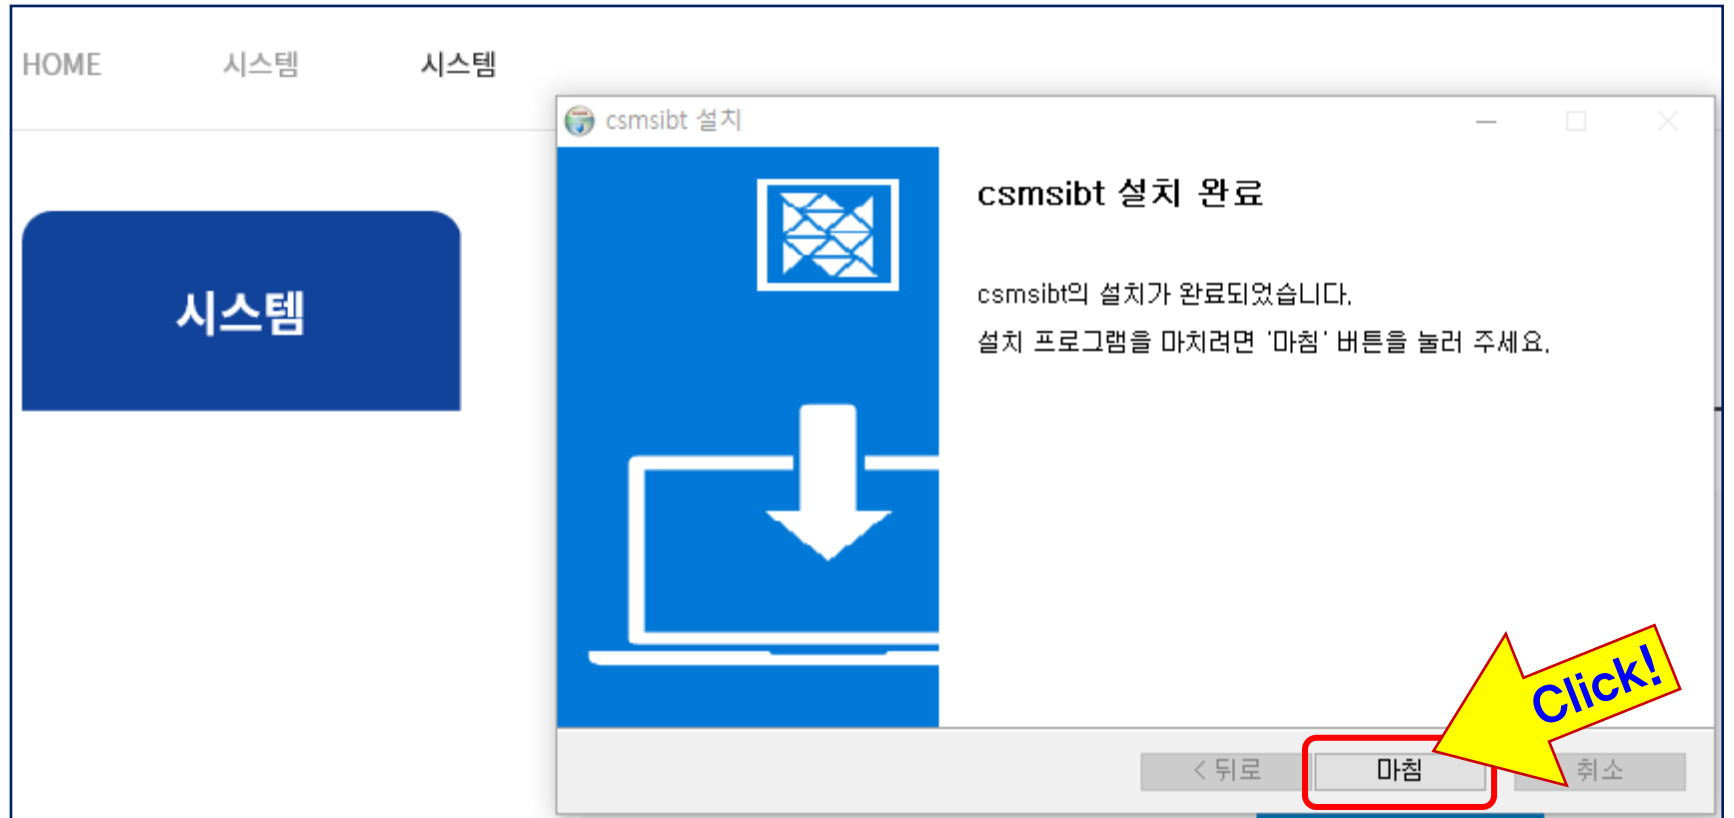 HOME 시스템 시스템
csmsibt 설치
시스템
csmsibt 설치 완료
csmsibt의 설치가 완료되었습니다.
설치 프로그램을 마치려면 '마침' 버튼을 눌러 주세요.
Click!
< 뒤로 마침 취소